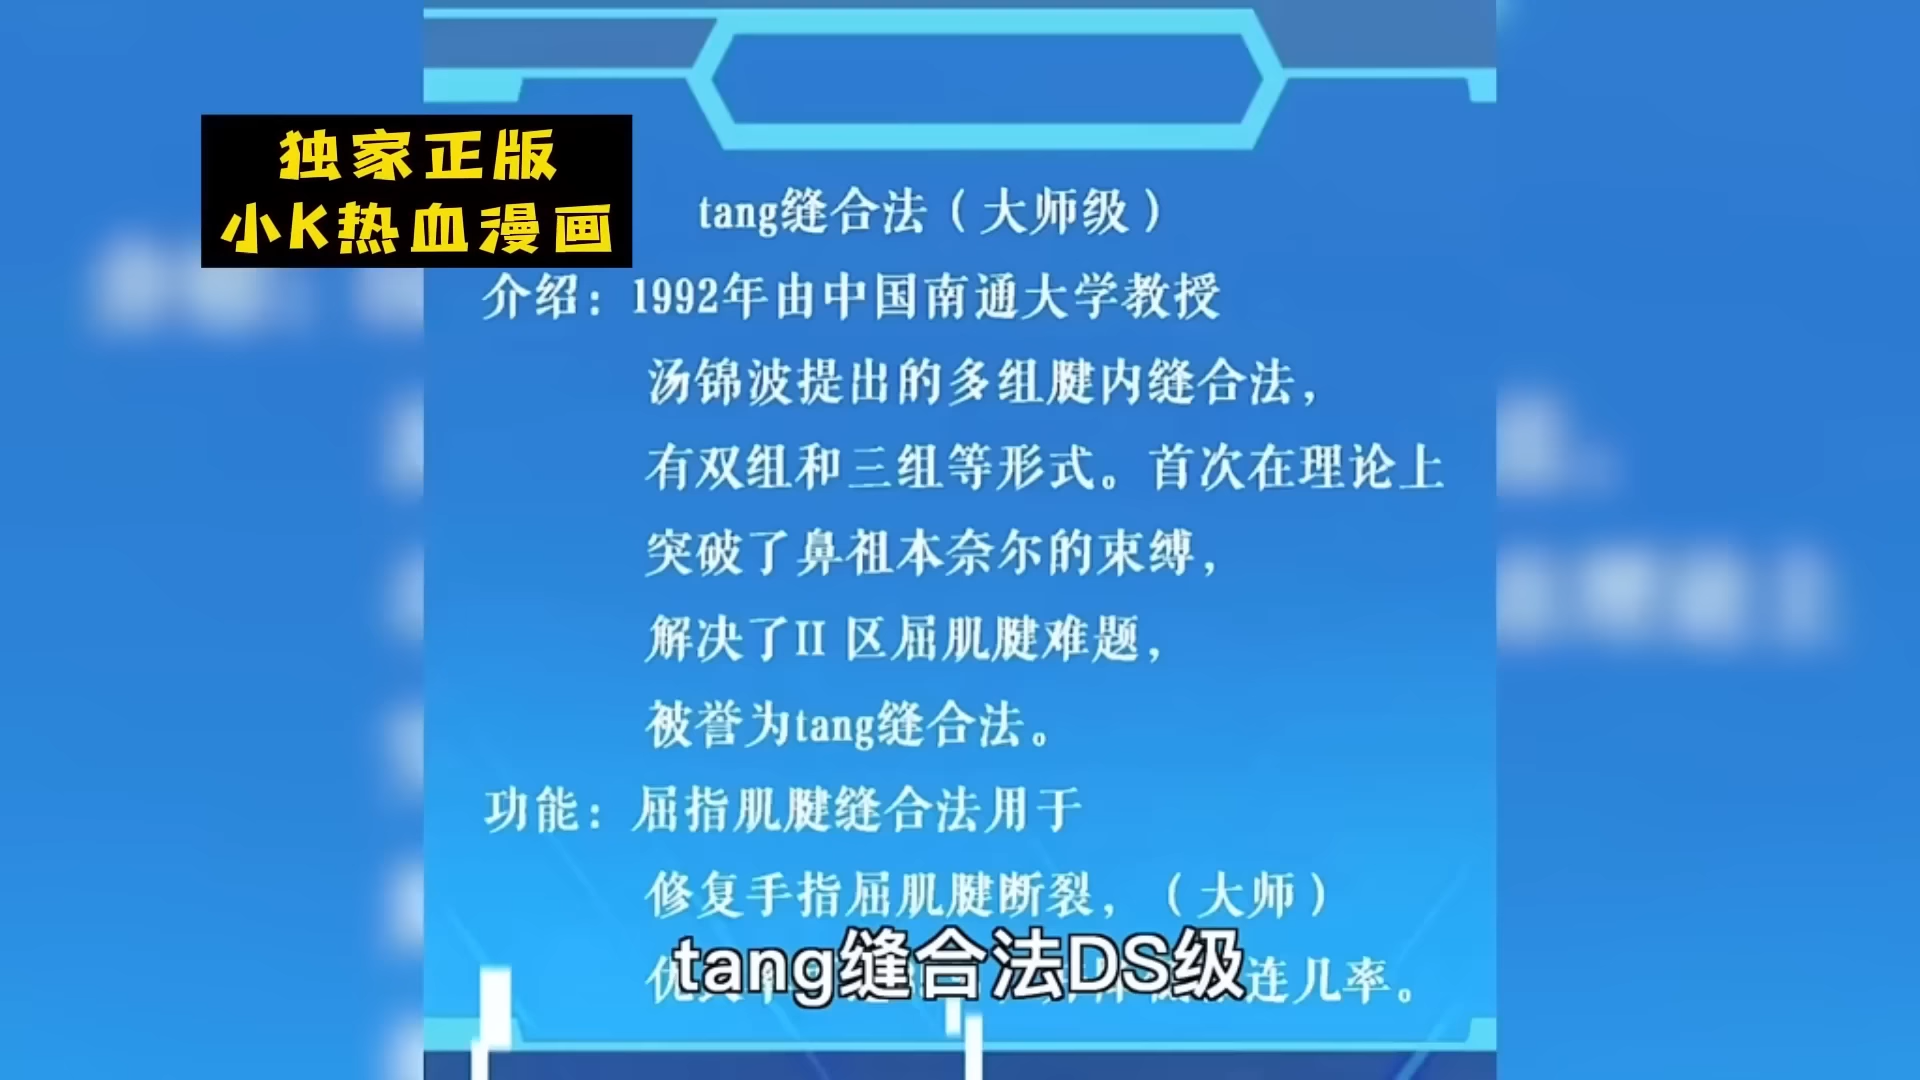 独家正版
小K热血漫画
tang缝合法（大师级）
介绍：1992年由中国南通大学教授
汤锦波提出的多组腱内缝合法，
有双组和三组等形式。首次在理论上
突破了鼻祖本奈尔的束缚，
解决了II 区屈肌腱难题，
被誉为tang缝合法。
功能：屈指肌腱缝合法用于
修复手指屈肌腱断裂，（大师）
优
连几率。
tang缝合法DS级